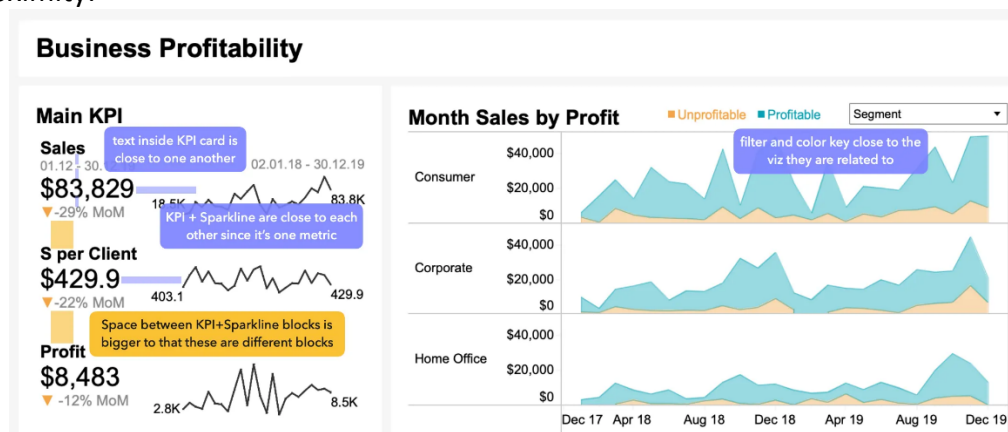 Business Profitability
Main KPI
text inside KPI card is
close to one another
Sales
01.12 - 30.
02.01.18 - 30.12.19
$83,829
18.5K
83.8K
▼-29% MoM
KPI + Sparkline are close to each
other since it's one metric
S per Client
$429.9
403.1
429.9
▼-22% MoM
Space between KPI+Sparkline blocks is
bigger to that these are different blocks
Profit
$8,483
▼ -12% MoM
2.8K
8.5K
Month Sales by Profit
Unprofitable
Profitable
Segment
filter and color key close to the
viz they are related to
Consumer
$40,000
$20,000
$0
Corporate
$40,000
$20,000
$0
Home Office
$40,000
$20,000
$0
Dec 17 Apr 18 Aug 18 Dec 18 Apr 19 Aug 19 Dec 19